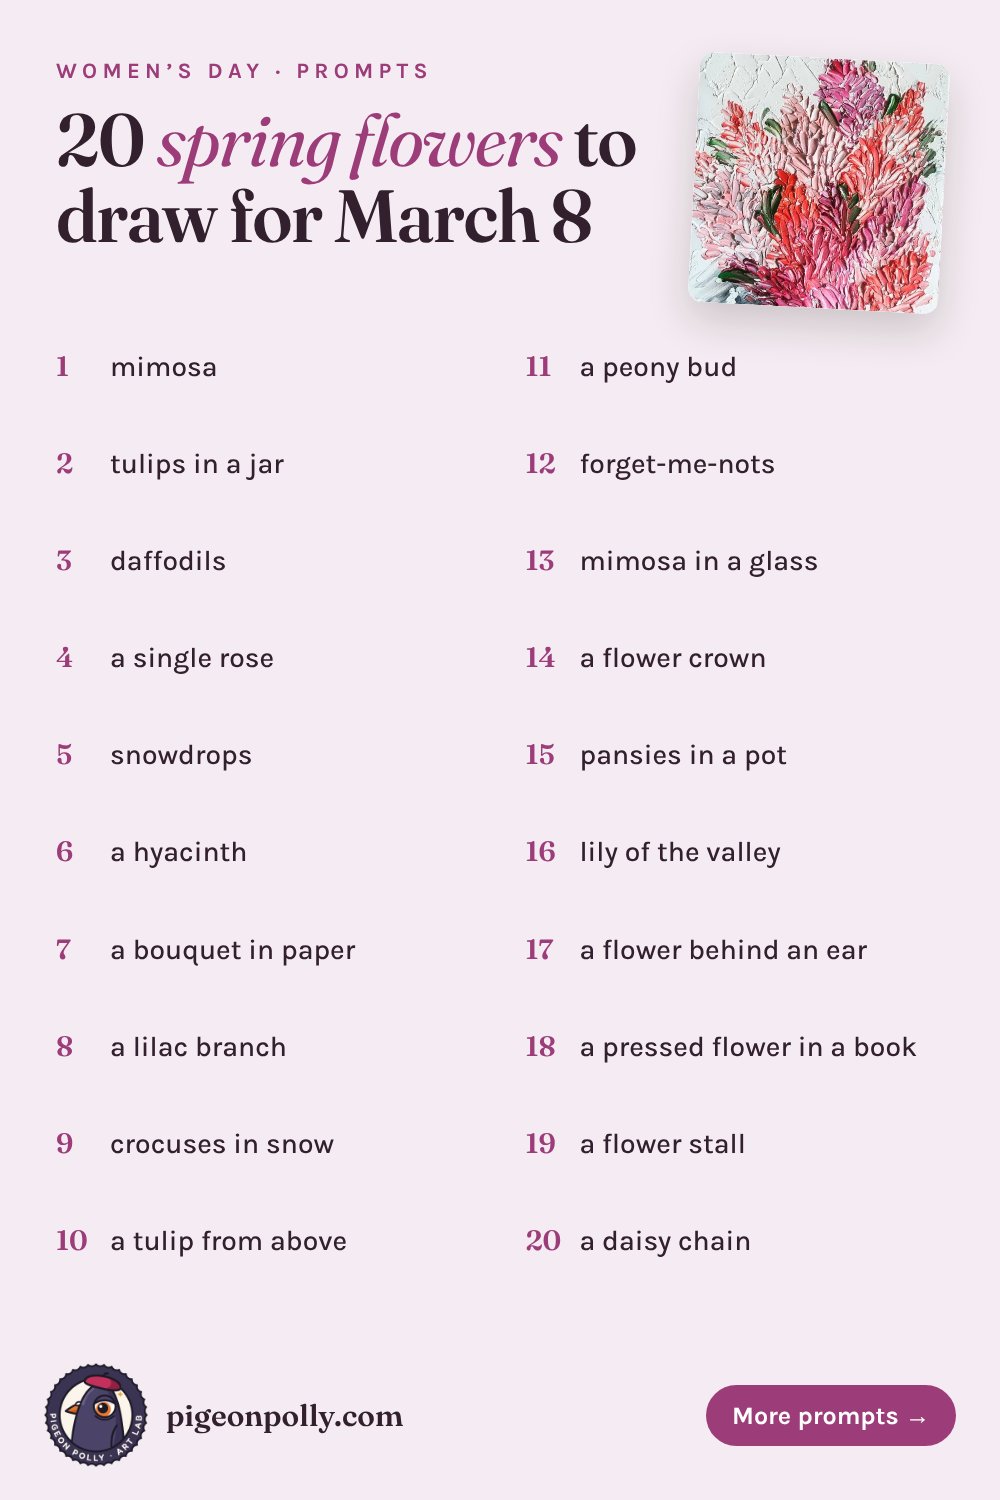 WOMEN’S DAY · PROMPTS
20 spring flowers to
draw for March 8
1 mimosa
2 tulips in a jar
3 daffodils
4 a single rose
5 snowdrops
6 a hyacinth
7 a bouquet in paper
8 a lilac branch
9 crocuses in snow
10 a tulip from above
11 a peony bud
12 forget-me-nots
13 mimosa in a glass
14 a flower crown
15 pansies in a pot
16 lily of the valley
17 a flower behind an ear
18 a pressed flower in a book
19 a flower stall
20 a daisy chain
PIGEON POLLY · ART LAB
pigeonpolly.com
More prompts →